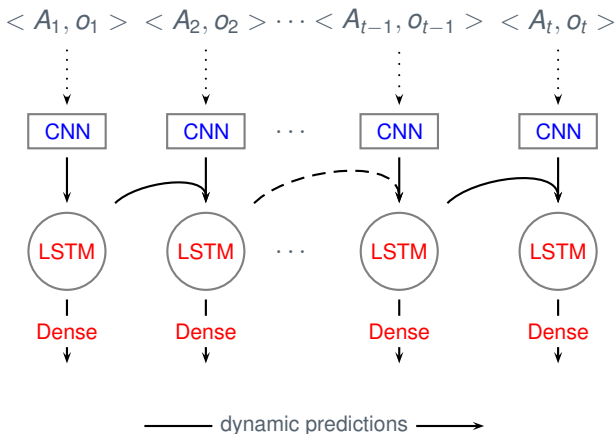 < A₁, o₁ > < A₂, o₂ > ··· < Aₜ₋₁, oₜ₋₁ > < Aₜ, oₜ >
CNN CNN ··· CNN CNN
LSTM LSTM ··· LSTM LSTM
Dense Dense Dense Dense
dynamic predictions